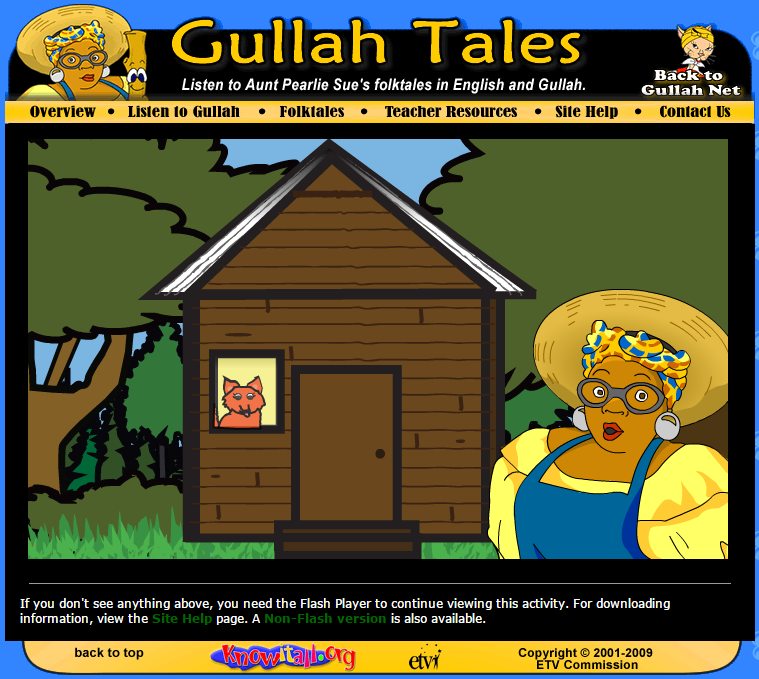 Gullah Tales
Listen to Aunt Pearlie Sue's folktales in English and Gullah.
Back to
Gullah Net
Overview • Listen to Gullah • Folktales • Teacher Resources • Site Help • Contact Us
If you don't see anything above, you need the Flash Player to continue viewing this activity. For downloading
information, view the Site Help page. A Non-Flash version is also available.
back to top
knowitall.org
etv
Copyright © 2001-2009
ETV Commission